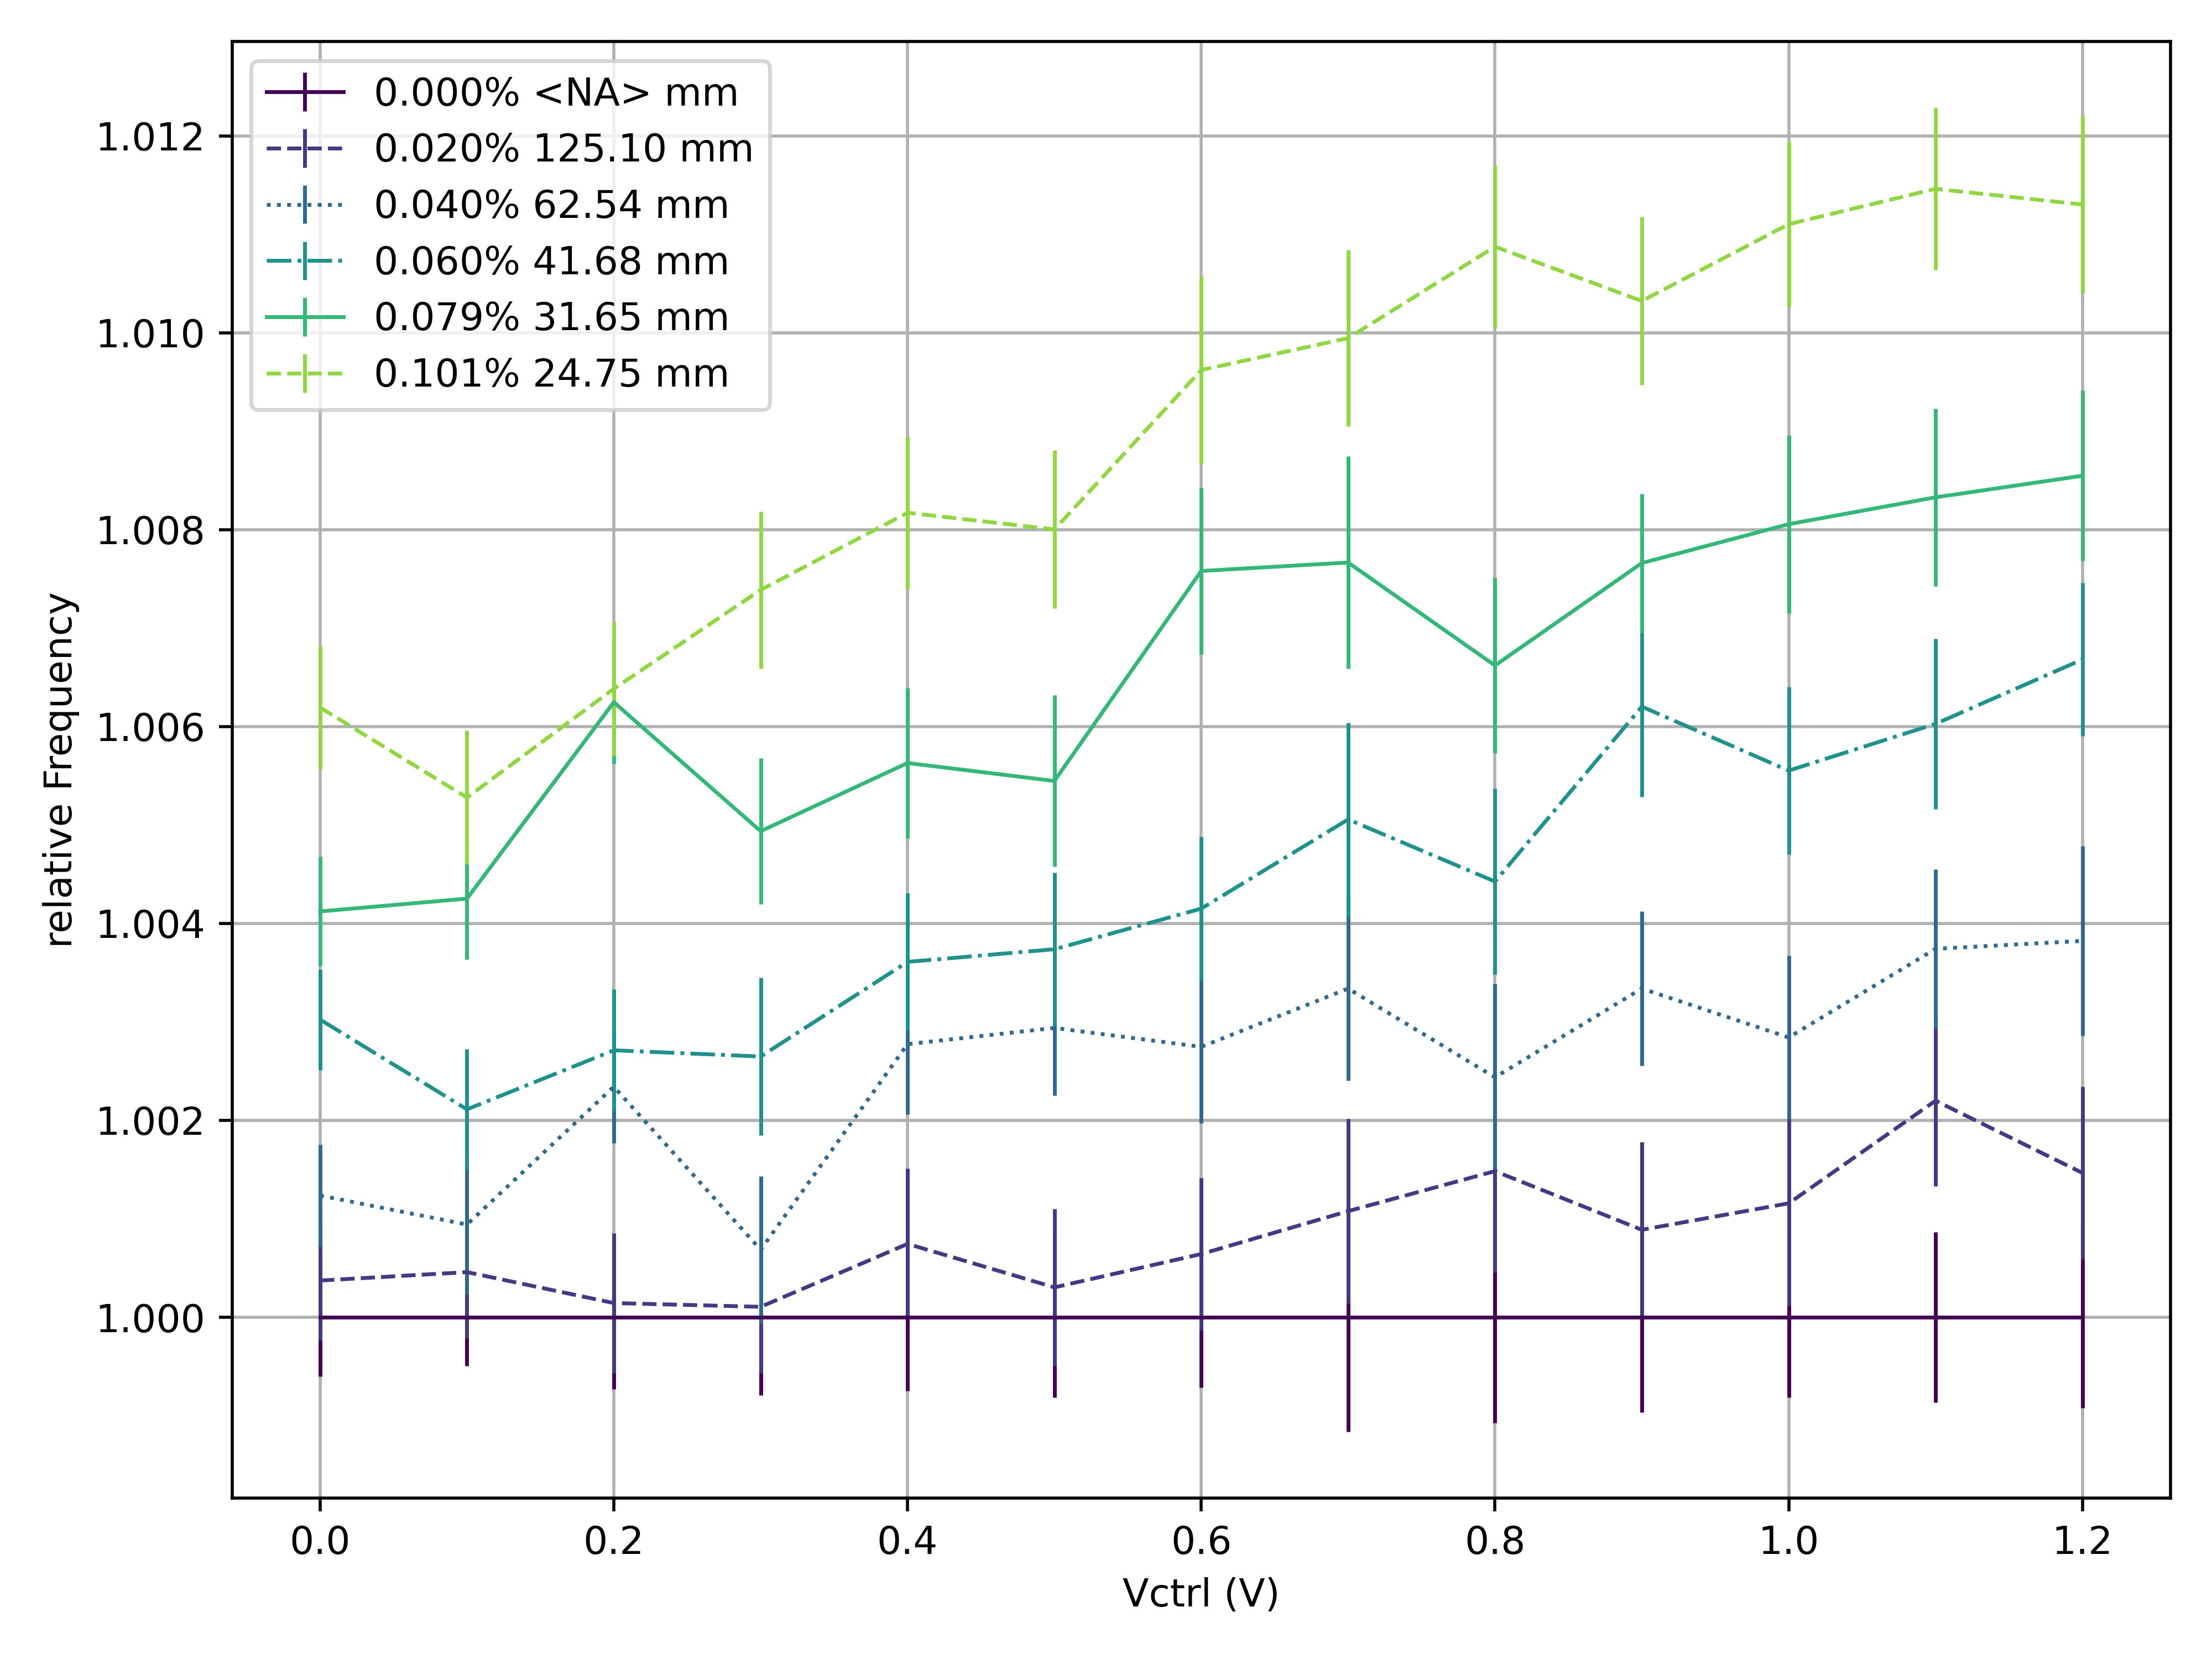 0.000% <NA> mm
0.020% 125.10 mm
0.040% 62.54 mm
0.060% 41.68 mm
0.079% 31.65 mm
0.101% 24.75 mm
1.012
1.010
1.008
1.006
1.004
1.002
1.000
relative Frequency
0.0 0.2 0.4 0.6 0.8 1.0 1.2
Vctrl (V)